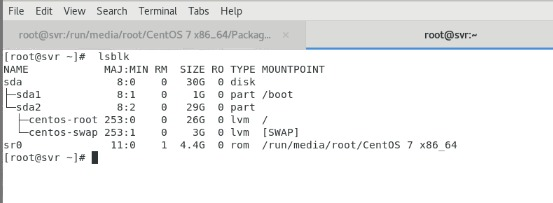 File Edit View Search Terminal Tabs Help
root@svr:/run/media/root/CentOS 7 x86_64/Packag... × root@svr:~
[root@svr ~]# lsblk
NAME            MAJ:MIN RM  SIZE RO TYPE MOUNTPOINT
sda               8:0    0   30G  0 disk
├─sda1            8:1    0    1G  0 part /boot
└─sda2            8:2    0   29G  0 part
  ├─centos-root 253:0    0   26G  0 lvm  /
  └─centos-swap 253:1    0    3G  0 lvm  [SWAP]
sr0              11:0    1  4.4G  0 rom  /run/media/root/CentOS 7 x86_64
[root@svr ~]#